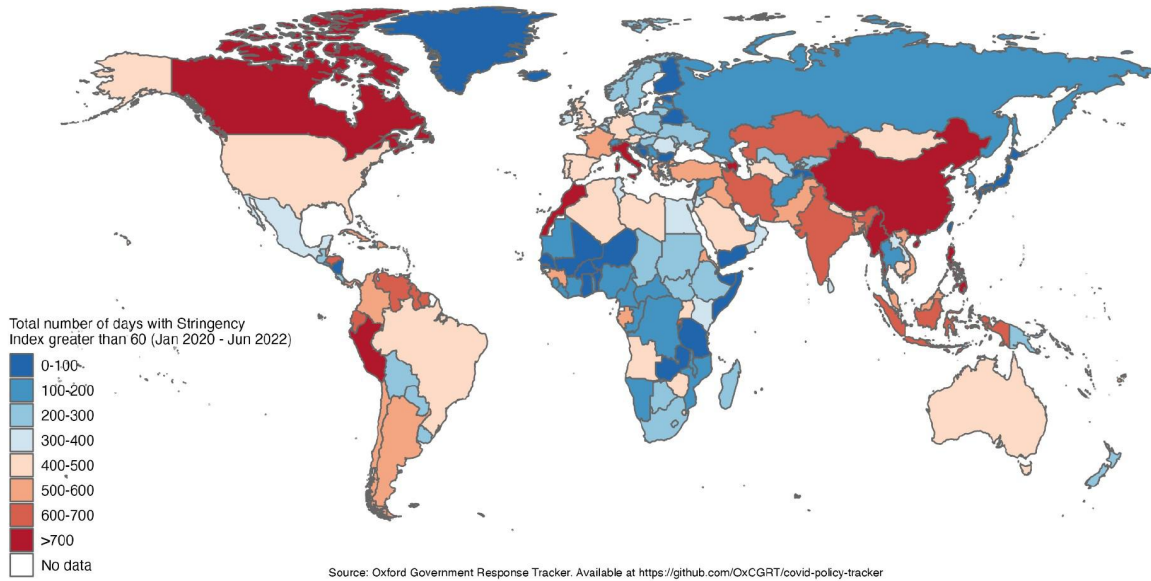 Total number of days with Stringency
Index greater than 60 (Jan 2020 - Jun 2022)
0-100
100-200
200-300
300-400
400-500
500-600
600-700
>700
No data
Source: Oxford Government Response Tracker. Available at https://github.com/OxCGRT/covid-policy-tracker